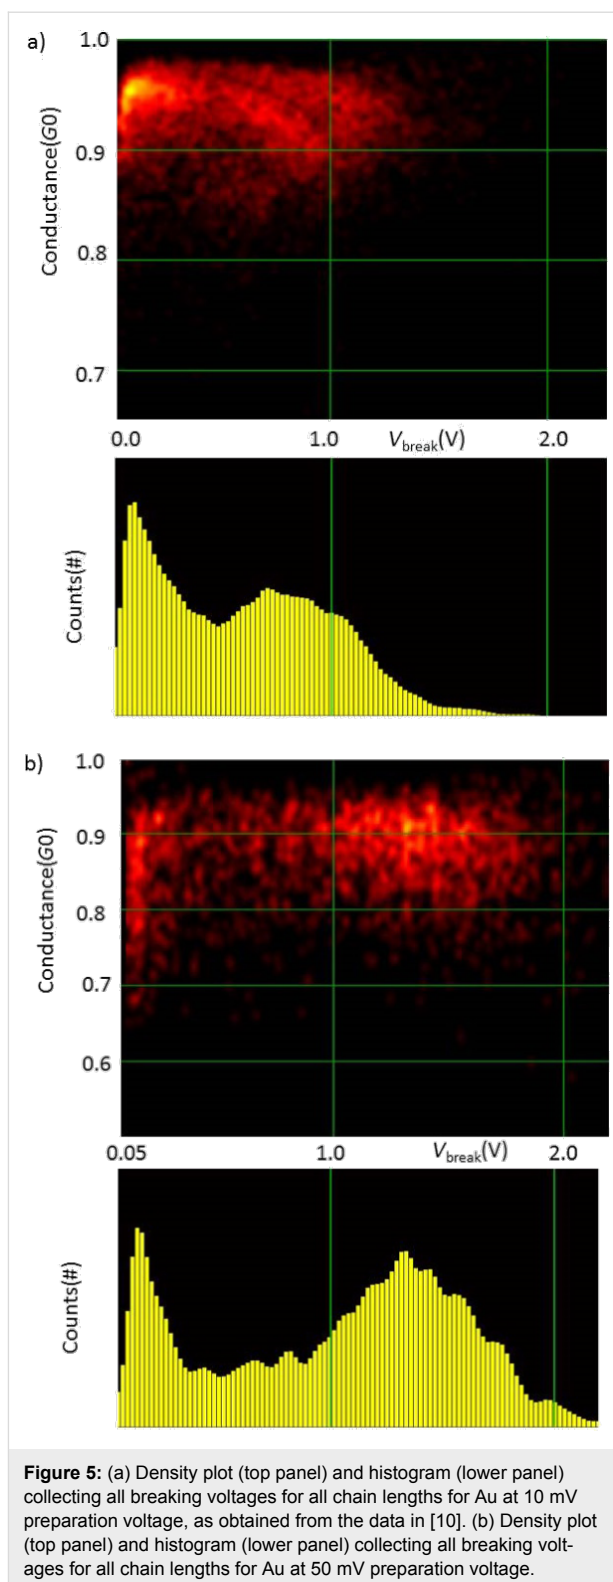 a)
1.0
Conductance(G0)
0.9
0.8
0.7
0.0
1.0
Vbreak(V)
2.0
Counts(#)
b)
1.0
Conductance(G0)
0.9
0.8
0.7
0.6
0.05
1.0
Vbreak(V)
2.0
Counts(#)
Figure 5: (a) Density plot (top panel) and histogram (lower panel)
collecting all breaking voltages for all chain lengths for Au at 10 mV
preparation voltage, as obtained from the data in [10]. (b) Density plot
(top panel) and histogram (lower panel) collecting all breaking volt-
ages for all chain lengths for Au at 50 mV preparation voltage.